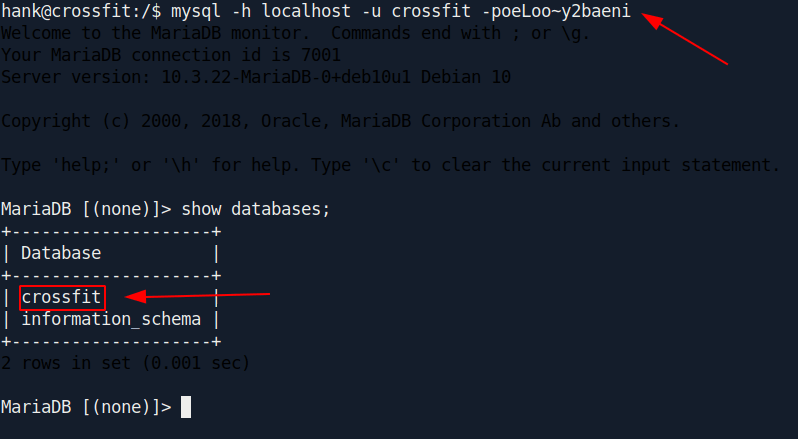 hank@crossfit:/$ mysql -h localhost -u crossfit -poeLoo~y2baeni
Welcome to the MariaDB monitor.  Commands end with ; or \g.
Your MariaDB connection id is 7001
Server version: 10.3.22-MariaDB-0+deb10u1 Debian 10

Copyright (c) 2000, 2018, Oracle, MariaDB Corporation Ab and others.

Type 'help;' or '\h' for help. Type '\c' to clear the current input statement.

MariaDB [(none)]> show databases;
+--------------------+
| Database           |
+--------------------+
| crossfit           |
| information_schema |
+--------------------+
2 rows in set (0.001 sec)

MariaDB [(none)]>